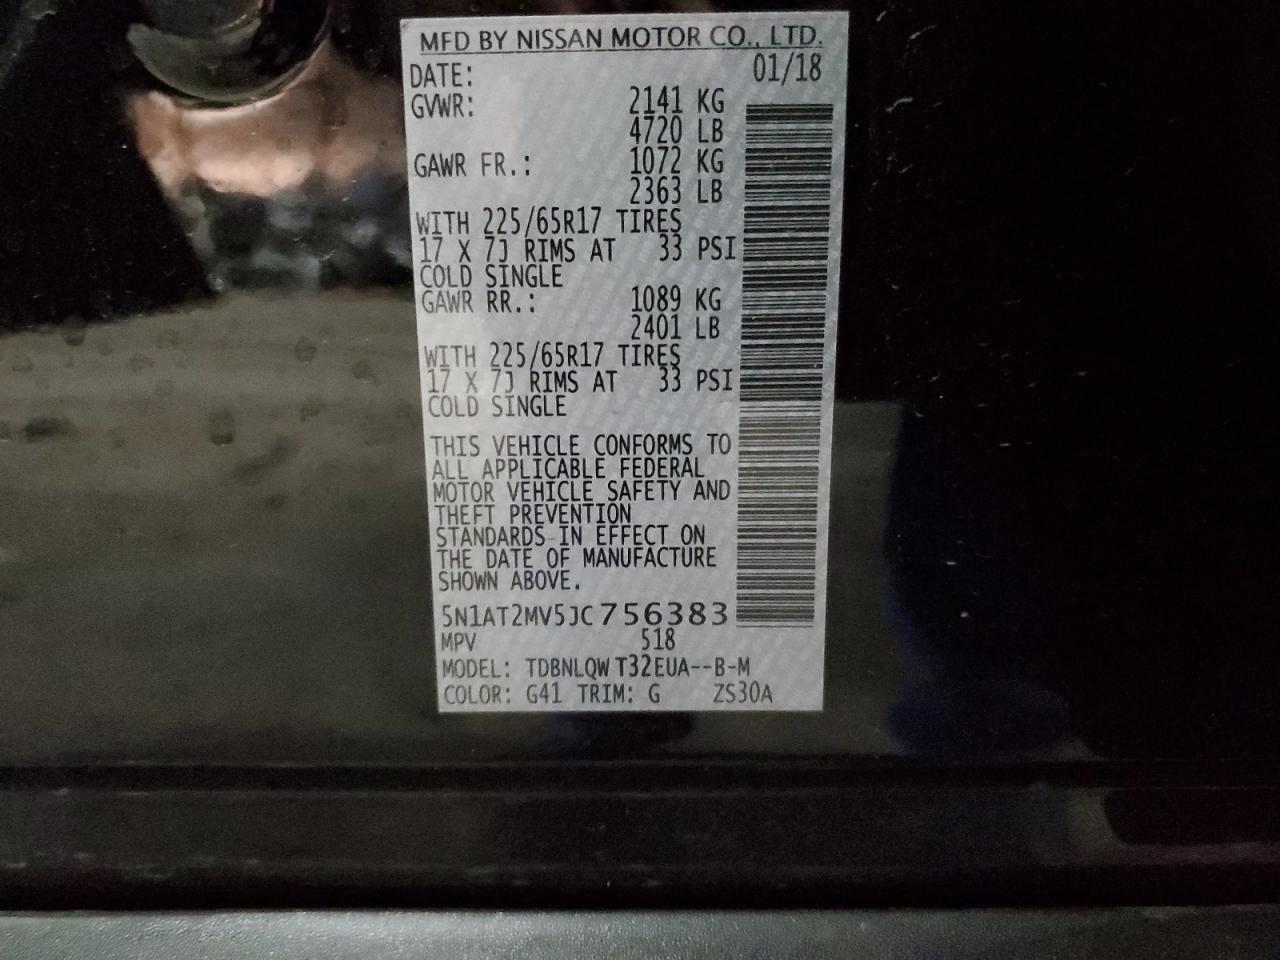 MFD BY NISSAN MOTOR CO., LTD.
DATE: 01/18
GVWR: 2141 KG
4720 LB
GAWR FR.: 1072 KG
2363 LB
WITH 225/65R17 TIRES
17 X 7J RIMS AT 33 PSI
COLD SINGLE
GAWR RR.: 1089 KG
2401 LB
WITH 225/65R17 TIRES
17 X 7J RIMS AT 33 PSI
COLD SINGLE
THIS VEHICLE CONFORMS TO
ALL APPLICABLE FEDERAL
MOTOR VEHICLE SAFETY AND
THEFT PREVENTION
STANDARDS IN EFFECT ON
THE DATE OF MANUFACTURE
SHOWN ABOVE.
5N1AT2MV5JC756383
MPV 518
MODEL: TDBNLQW T32EUA--B-M
COLOR: G41 TRIM: G ZS30A